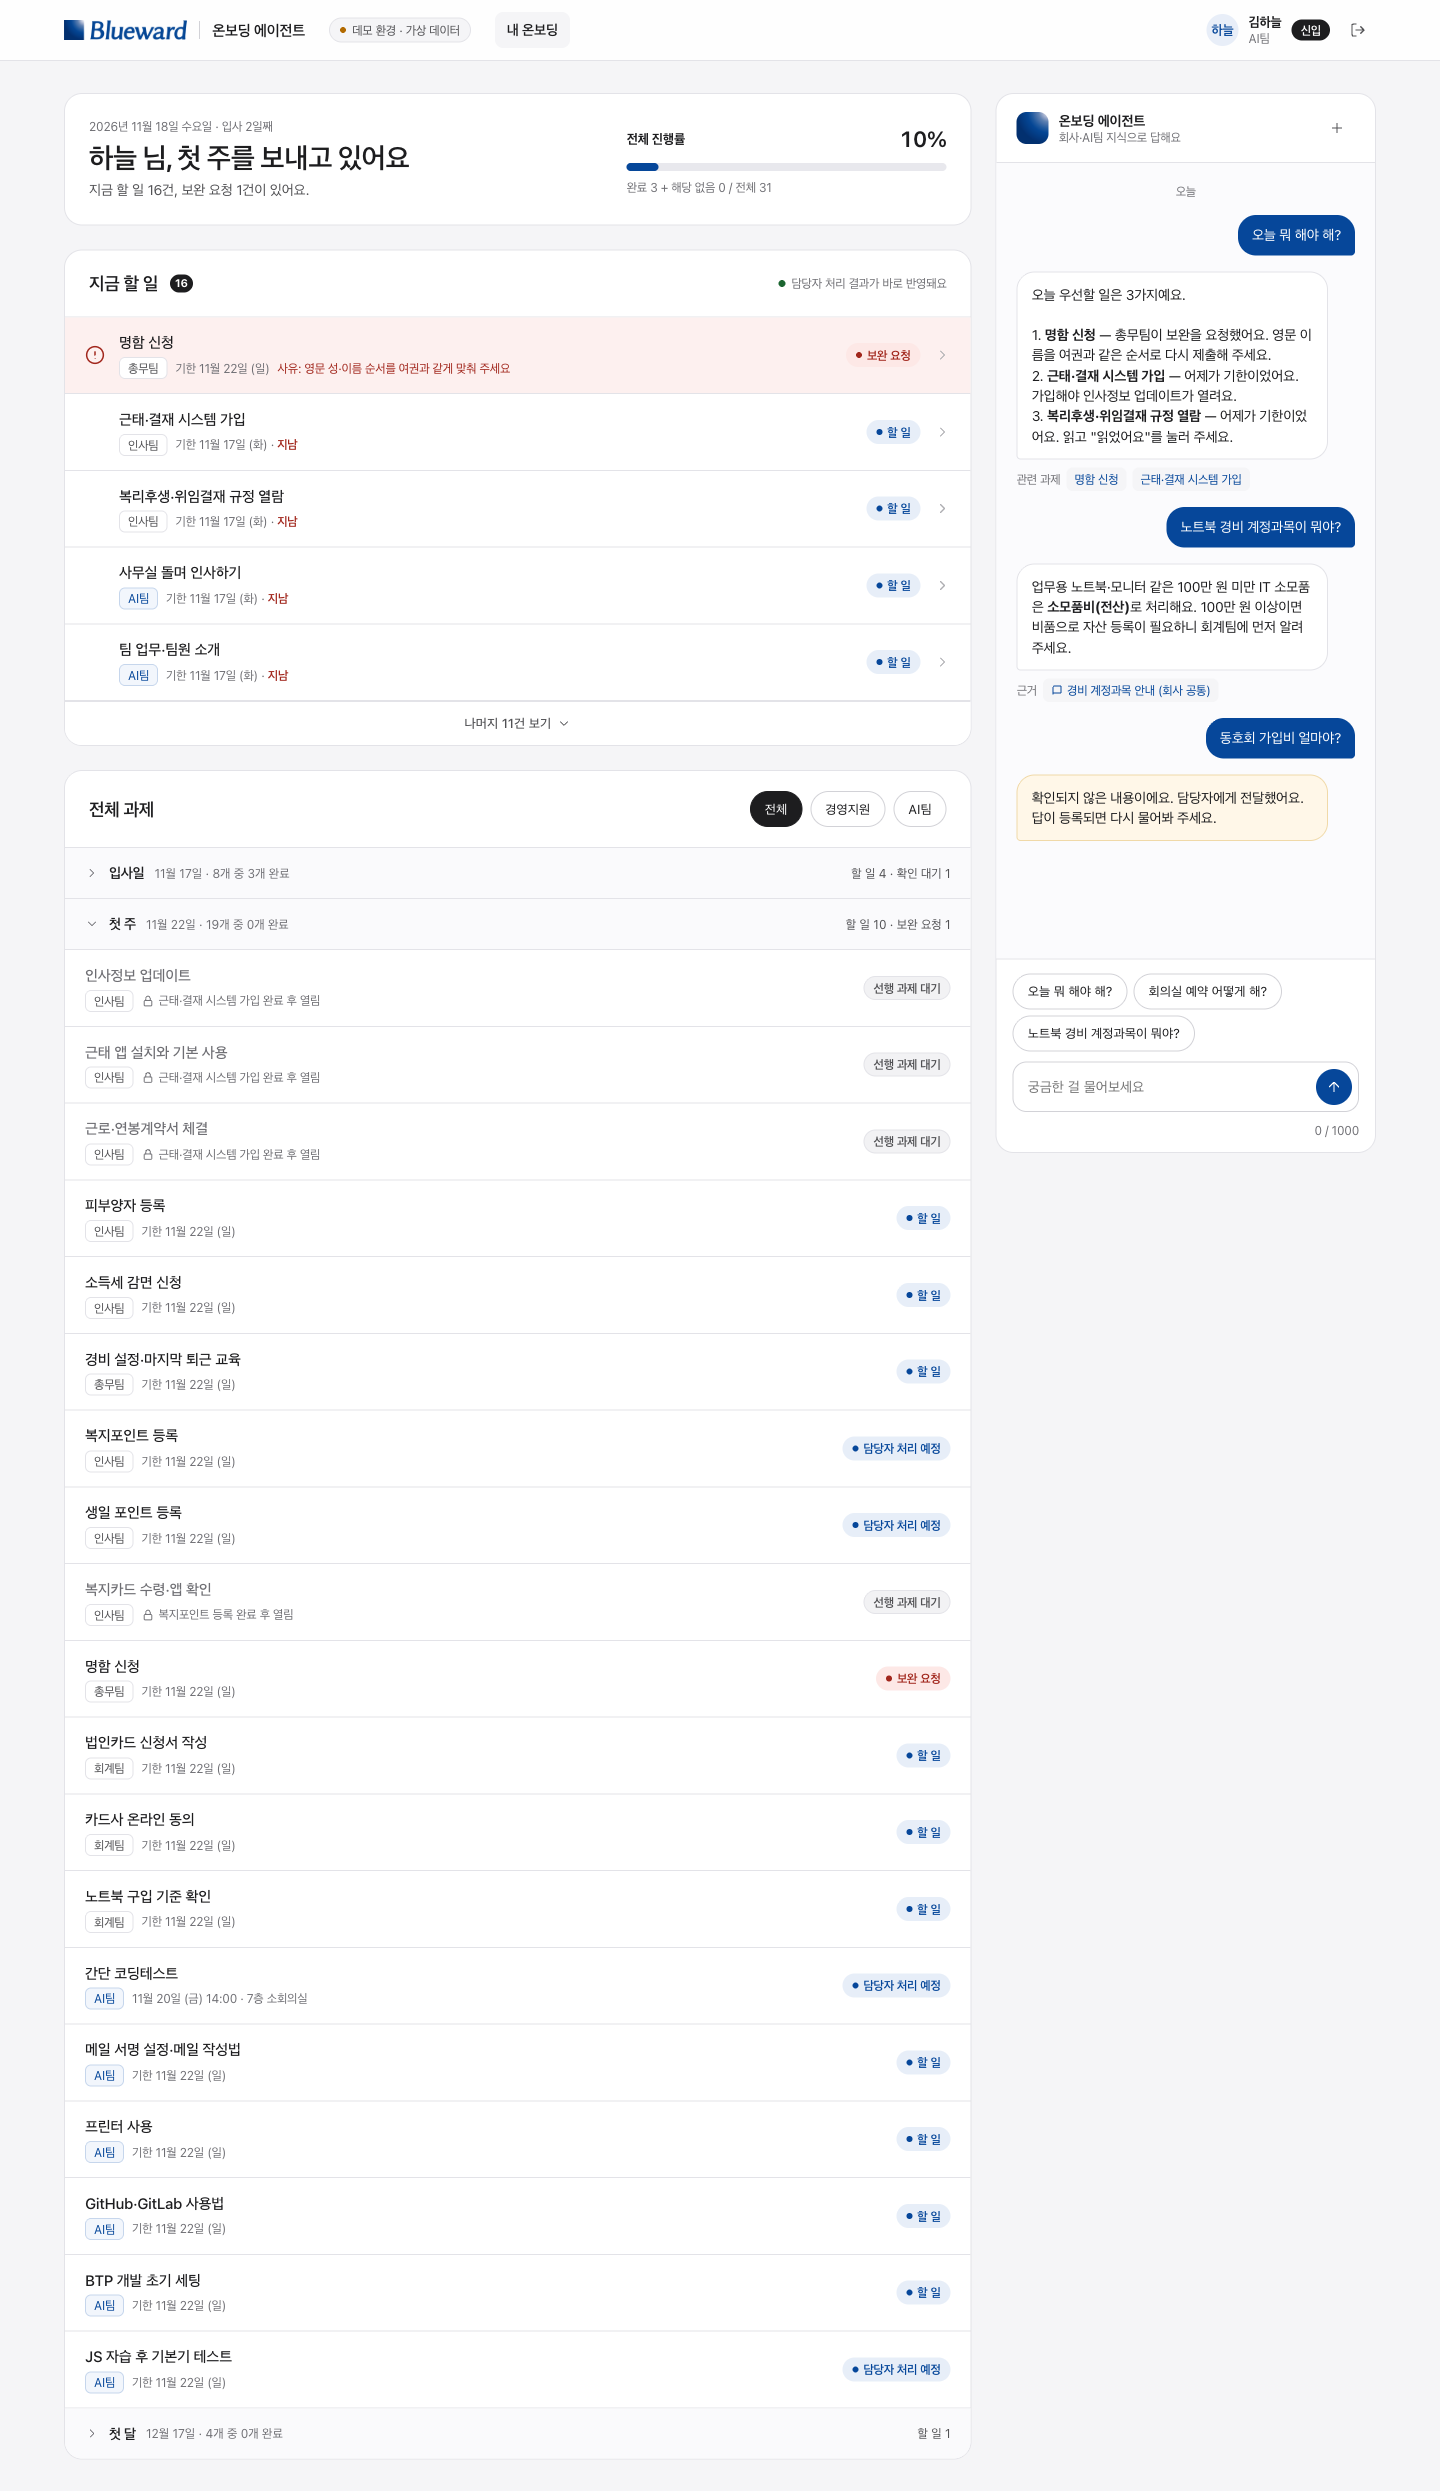 Blueward
온보딩 에이전트
데모 환경 · 가상 데이터
내 온보딩
하늘
김하늘
AI팀
신입
2026년 11월 18일 수요일 · 입사 2일째
하늘 님, 첫 주를 보내고 있어요
지금 할 일 16건, 보완 요청 1건이 있어요.
전체 진행률
10%
완료 3 + 해당 없음 0 / 전체 31
지금 할 일
16
담당자 처리 결과가 바로 반영돼요
명함 신청
총무팀
기한 11월 22일 (일)
사유: 영문 성·이름 순서를 여권과 같게 맞춰 주세요
보완 요청
근태·결재 시스템 가입
인사팀
기한 11월 17일 (화) · 지남
할 일
복리후생·위임결재 규정 열람
인사팀
기한 11월 17일 (화) · 지남
할 일
사무실 돌며 인사하기
AI팀
기한 11월 17일 (화) · 지남
할 일
팀 업무·팀원 소개
AI팀
기한 11월 17일 (화) · 지남
할 일
나머지 11건 보기
전체 과제
전체
경영지원
AI팀
입사일
11월 17일 · 8개 중 3개 완료
할 일 4 · 확인 대기 1
첫 주
11월 22일 · 19개 중 0개 완료
할 일 10 · 보완 요청 1
인사정보 업데이트
인사팀
근태·결재 시스템 가입 완료 후 열림
선행 과제 대기
근태 앱 설치와 기본 사용
인사팀
근태·결재 시스템 가입 완료 후 열림
선행 과제 대기
근로·연봉계약서 체결
인사팀
근태·결재 시스템 가입 완료 후 열림
선행 과제 대기
피부양자 등록
인사팀
기한 11월 22일 (일)
할 일
소득세 감면 신청
인사팀
기한 11월 22일 (일)
할 일
경비 설정·마지막 퇴근 교육
총무팀
기한 11월 22일 (일)
할 일
복지포인트 등록
인사팀
기한 11월 22일 (일)
담당자 처리 예정
생일 포인트 등록
인사팀
기한 11월 22일 (일)
담당자 처리 예정
복지카드 수령·앱 확인
인사팀
복지포인트 등록 완료 후 열림
선행 과제 대기
명함 신청
총무팀
기한 11월 22일 (일)
보완 요청
법인카드 신청서 작성
회계팀
기한 11월 22일 (일)
할 일
카드사 온라인 동의
회계팀
기한 11월 22일 (일)
할 일
노트북 구입 기준 확인
회계팀
기한 11월 22일 (일)
할 일
간단 코딩테스트
AI팀
11월 20일 (금) 14:00 · 7층 소회의실
담당자 처리 예정
메일 서명 설정·메일 작성법
AI팀
기한 11월 22일 (일)
할 일
프린터 사용
AI팀
기한 11월 22일 (일)
할 일
GitHub·GitLab 사용법
AI팀
기한 11월 22일 (일)
할 일
BTP 개발 초기 세팅
AI팀
기한 11월 22일 (일)
할 일
JS 자습 후 기본기 테스트
AI팀
기한 11월 22일 (일)
담당자 처리 예정
첫 달
12월 17일 · 4개 중 0개 완료
할 일 1
온보딩 에이전트
회사·AI팀 지식으로 답해요
오늘
오늘 뭐 해야 해?
오늘 우선할 일은 3가지예요.
1. 명함 신청 — 총무팀이 보완을 요청했어요. 영문 이
름을 여권과 같은 순서로 다시 제출해 주세요.
2. 근태·결재 시스템 가입 — 어제가 기한이었어요.
가입해야 인사정보 업데이트가 열려요.
3. 복리후생·위임결재 규정 열람 — 어제가 기한이었
어요. 읽고 "읽었어요"를 눌러 주세요.
관련 과제
명함 신청
근태·결재 시스템 가입
노트북 경비 계정과목이 뭐야?
업무용 노트북·모니터 같은 100만 원 미만 IT 소모품
은 소모품비(전산)로 처리해요. 100만 원 이상이면
비품으로 자산 등록이 필요하니 회계팀에 먼저 알려
주세요.
근거
경비 계정과목 안내 (회사 공통)
동호회 가입비 얼마야?
확인되지 않은 내용이에요. 담당자에게 전달했어요.
답이 등록되면 다시 물어봐 주세요.
오늘 뭐 해야 해?
회의실 예약 어떻게 해?
노트북 경비 계정과목이 뭐야?
궁금한 걸 물어보세요
0 / 1000